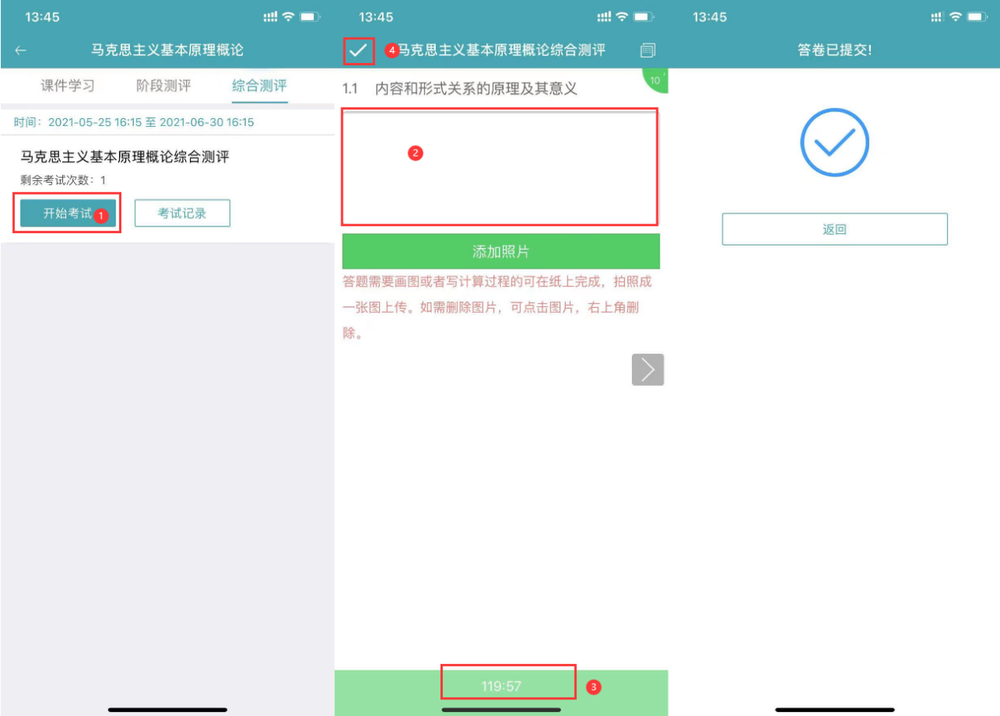 13:45
马克思主义基本原理概论
课件学习 阶段测评 综合测评
时间：2021-05-25 16:15 至 2021-06-30 16:15
马克思主义基本原理概论综合测评
剩余考试次数：1
开始考试 1 考试记录
13:45
4 马克思主义基本原理概论综合测评
1.1 内容和形式关系的原理及其意义
10
2
添加照片
答题需要画图或者写计算过程的可在纸上完成，拍照成
一张图上传。如需删除图片，可点击图片，右上角删
除。
119:57 3
13:45
答卷已提交!
返回